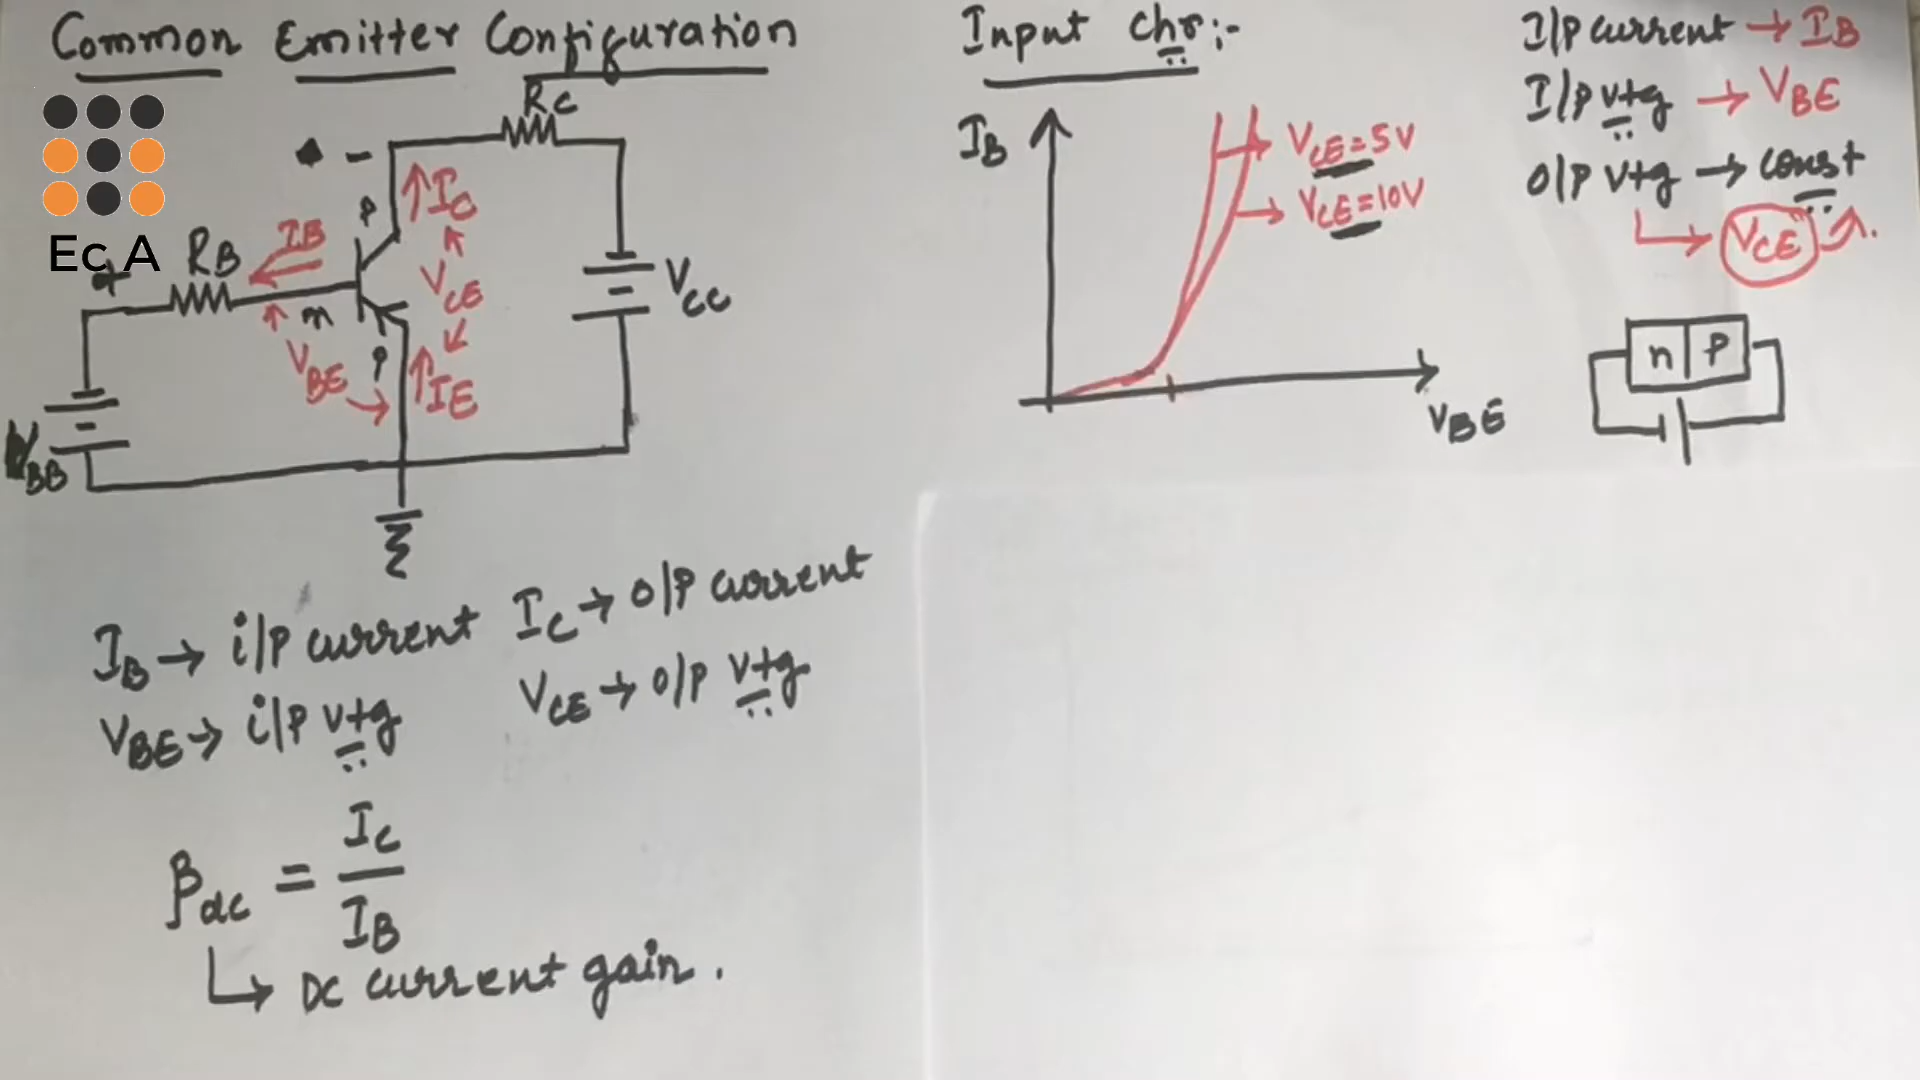 Common Emitter Configuration
Ec A
RC
+ -
p
IC
IB
RB
+
n
VCE
VCC
VBE
p
IE
VBB
IB → i/p current
IC → o/p current
VBE → i/p vtg
VCE → o/p vtg
βdc = IC / IB
↳ DC current gain.
Input chr:-
IB
VCE=5V
VCE=10V
VBE
I/p current → IB
I/p vtg → VBE
o/p vtg → const
↳ VCE
n p